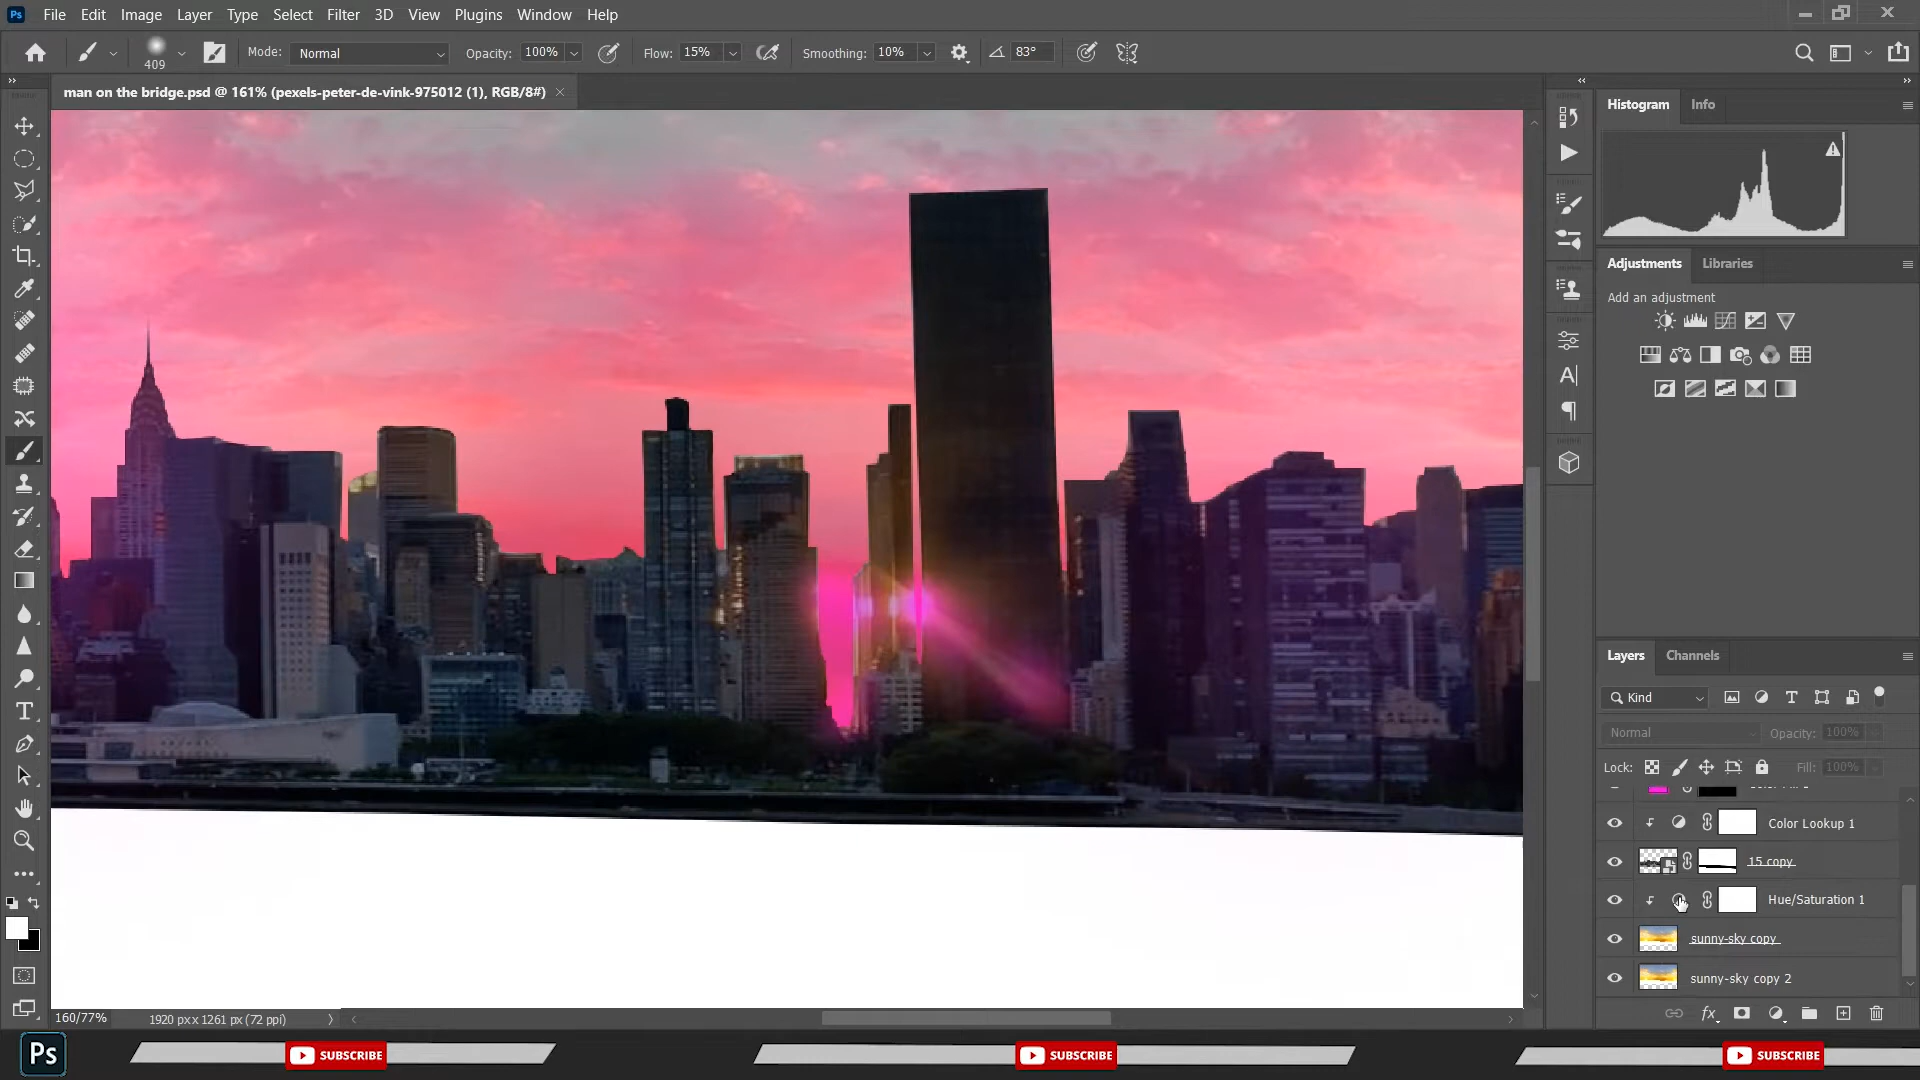 Ps File Edit Image Layer Type Select Filter 3D View Plugins Window Help
409 Mode: Normal Opacity: 100% Flow: 15% Smoothing: 10% 83°
man on the bridge.psd @ 161% (pexels-peter-de-vink-975012 (1), RGB/8#) ×
Histogram Info
Adjustments Libraries
Add an adjustment
Layers Channels
Kind
Normal Opacity: 100%
Lock: Fill: 100%
Color Lookup 1
15 copy
Hue/Saturation 1
sunny-sky copy
sunny-sky copy 2
160/77% 1920 px x 1261 px (72 ppi)
Ps SUBSCRIBE SUBSCRIBE SUBSCRIBE